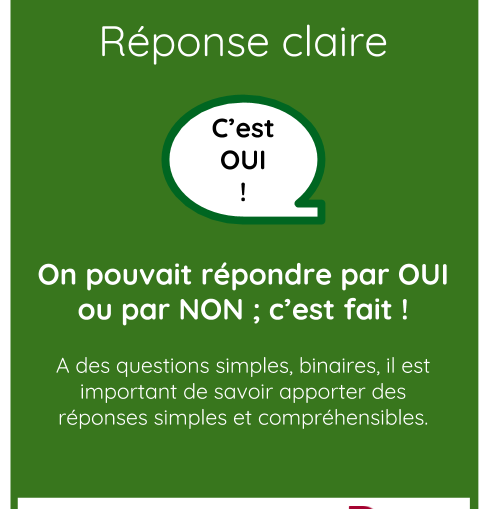 Réponse claire
C’est
OUI
!
On pouvait répondre par OUI
ou par NON ; c’est fait !
A des questions simples, binaires, il est
important de savoir apporter des
réponses simples et compréhensibles.